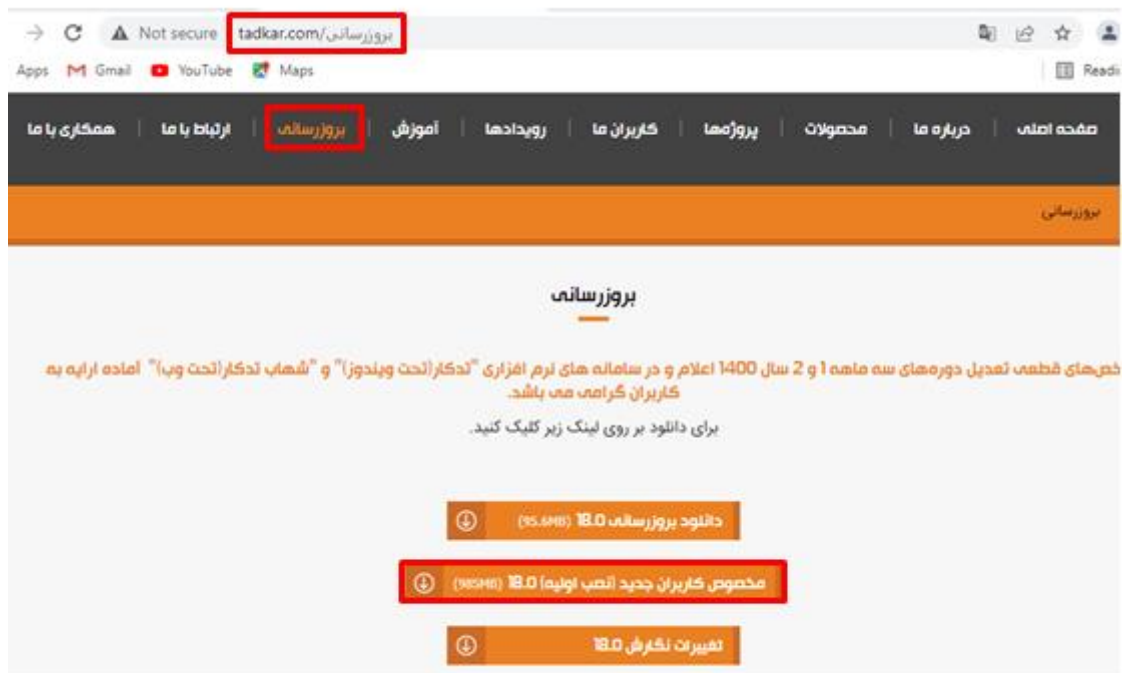 Not secure
tadkar.com/بروزرسانی
Apps Gmail YouTube Maps
صفحه اصلی درباره ما محصولات پروژه‌ها کاربران ما رویدادها آموزش بروزرسانی ارتباط با ما همکاری با ما
بروزرسانی
بروزرسانی
قطعی تعدیل دوره‌های سه ماهه 1 و 2 سال 1400 اعلام و در سامانه های نرم افزاری "تدکار(تحت ویندوز)" و "شهاب تدکار(تحت وب)" آماده ارایه به
کاربران گرامی می باشد.
برای دانلود بر روی لینک زیر کلیک کنید.
دانلود بروزرسانی 18.0 (95.6MB)
مخصوص کاربران جدید (نصب اولیه) 18.0 (985MB)
تغییرات نگارش 18.0